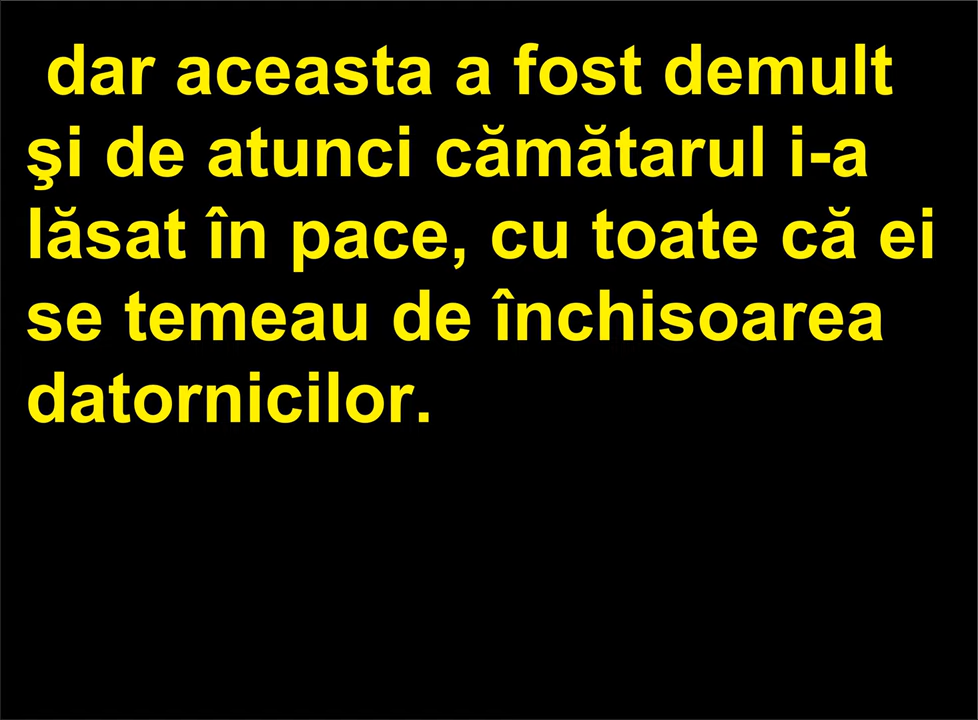 dar aceasta a fost demult
şi de atunci cămătarul i-a
lăsat în pace, cu toate că ei
se temeau de închisoarea
datornicilor.